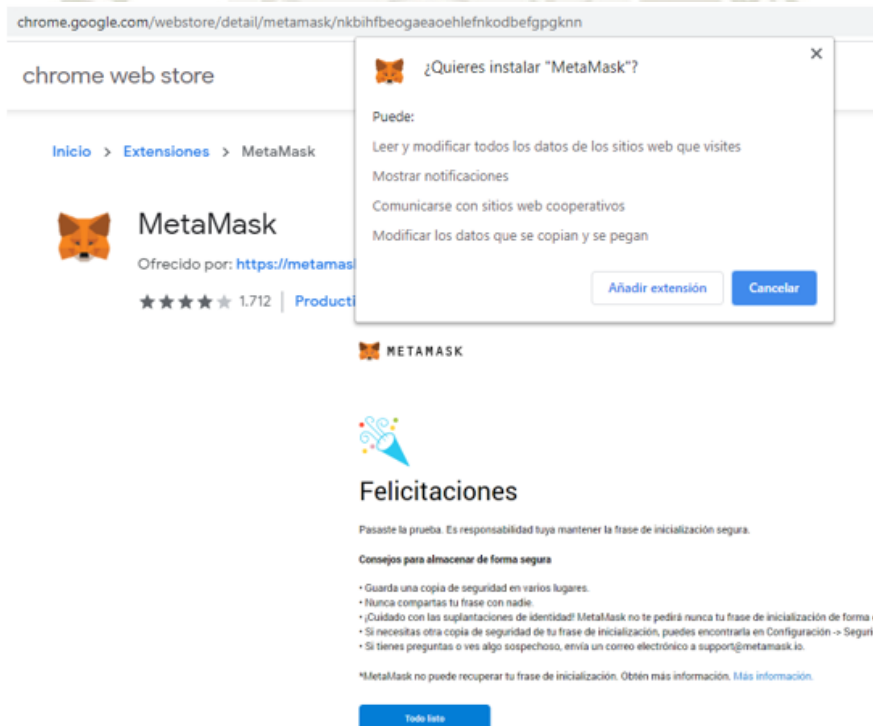 chrome.google.com/webstore/detail/metamask/nkbihfbeogaeaoehlefnkodbefgpgknn
chrome web store
¿Quieres instalar "MetaMask"?
Puede:
Leer y modificar todos los datos de los sitios web que visites
Mostrar notificaciones
Comunicarse con sitios web cooperativos
Modificar los datos que se copian y se pegan
Añadir extensión
Cancelar
Inicio > Extensiones > MetaMask
MetaMask
Ofrecido por: https://metamas
1.712 | Producti
METAMASK
Felicitaciones
Pasaste la prueba. Es responsabilidad tuya mantener la frase de inicialización segura.
Consejos para almacenar de forma segura
• Guarda una copia de seguridad en varios lugares.
• Nunca compartas tu frase con nadie.
• ¡Cuidado con las suplantaciones de identidad! MetaMask no te pedirá nunca tu frase de inicialización de forma
• Si necesitas otra copia de seguridad de tu frase de inicialización, puedes encontrarla en Configuración -> Seguri
• Si tienes preguntas o ves algo sospechoso, envía un correo electrónico a support@metamask.io.
*MetaMask no puede recuperar tu frase de inicialización. Obtén más información. Más información.
Todo listo